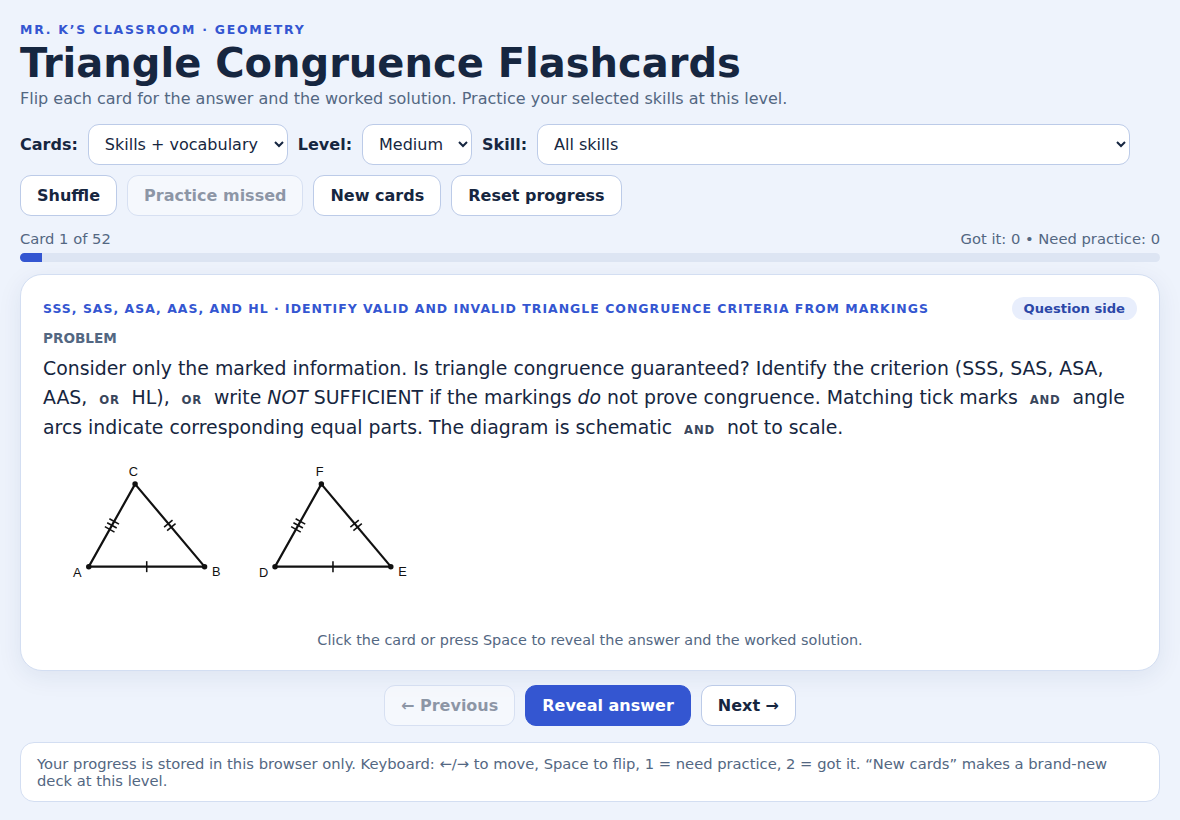 MR. K’S CLASSROOM · GEOMETRY
Triangle Congruence Flashcards
Flip each card for the answer and the worked solution. Practice your selected skills at this level.
Cards: Skills + vocabulary Level: Medium Skill: All skills
Shuffle Practice missed New cards Reset progress
Card 1 of 52 Got it: 0 • Need practice: 0
SSS, SAS, ASA, AAS, AND HL · IDENTIFY VALID AND INVALID TRIANGLE CONGRUENCE CRITERIA FROM MARKINGS Question side
PROBLEM
Consider only the marked information. Is triangle congruence guaranteed? Identify the criterion (SSS, SAS, ASA,
AAS, OR HL), OR write NOT SUFFICIENT if the markings do not prove congruence. Matching tick marks AND angle
arcs indicate corresponding equal parts. The diagram is schematic AND not to scale.
C F
A B D E
Click the card or press Space to reveal the answer and the worked solution.
← Previous Reveal answer Next →
Your progress is stored in this browser only. Keyboard: ←/→ to move, Space to flip, 1 = need practice, 2 = got it. “New cards” makes a brand-new
deck at this level.